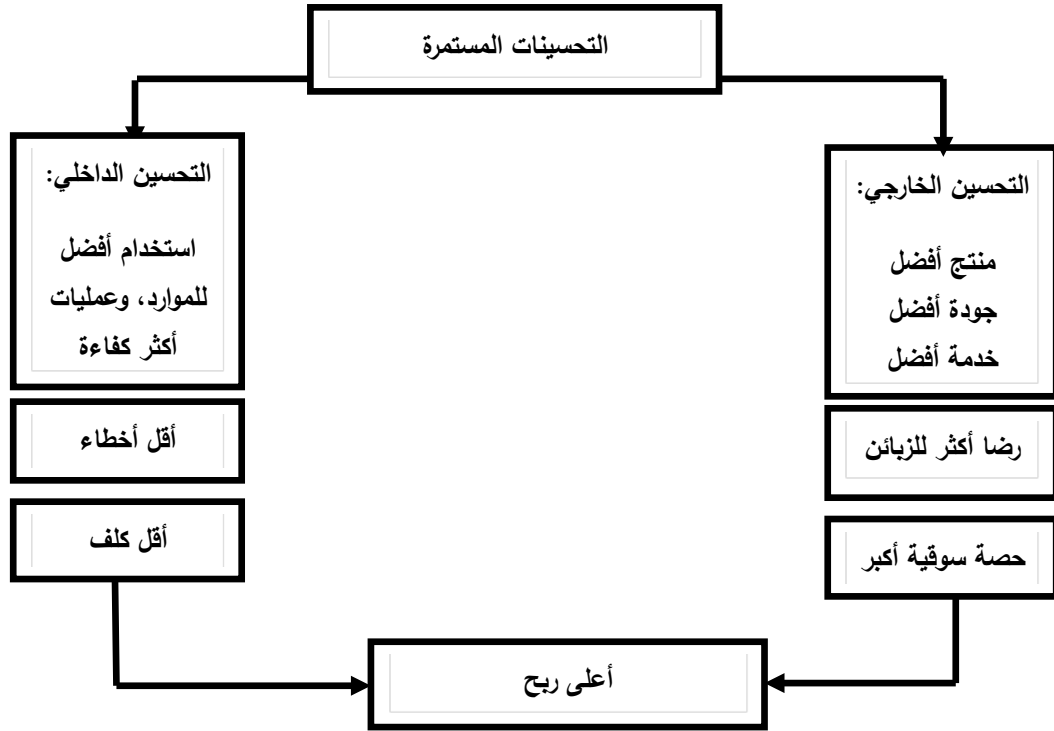 التحسينات المستمرة
التحسين الخارجي:
منتج أفضل
جودة أفضل
خدمة أفضل
رضا أكثر للزبائن
حصة سوقية أكبر
التحسين الداخلي:
استخدام أفضل
للموارد، وعمليات
أكثر كفاءة
أقل أخطاء
أقل كلف
أعلى ربح